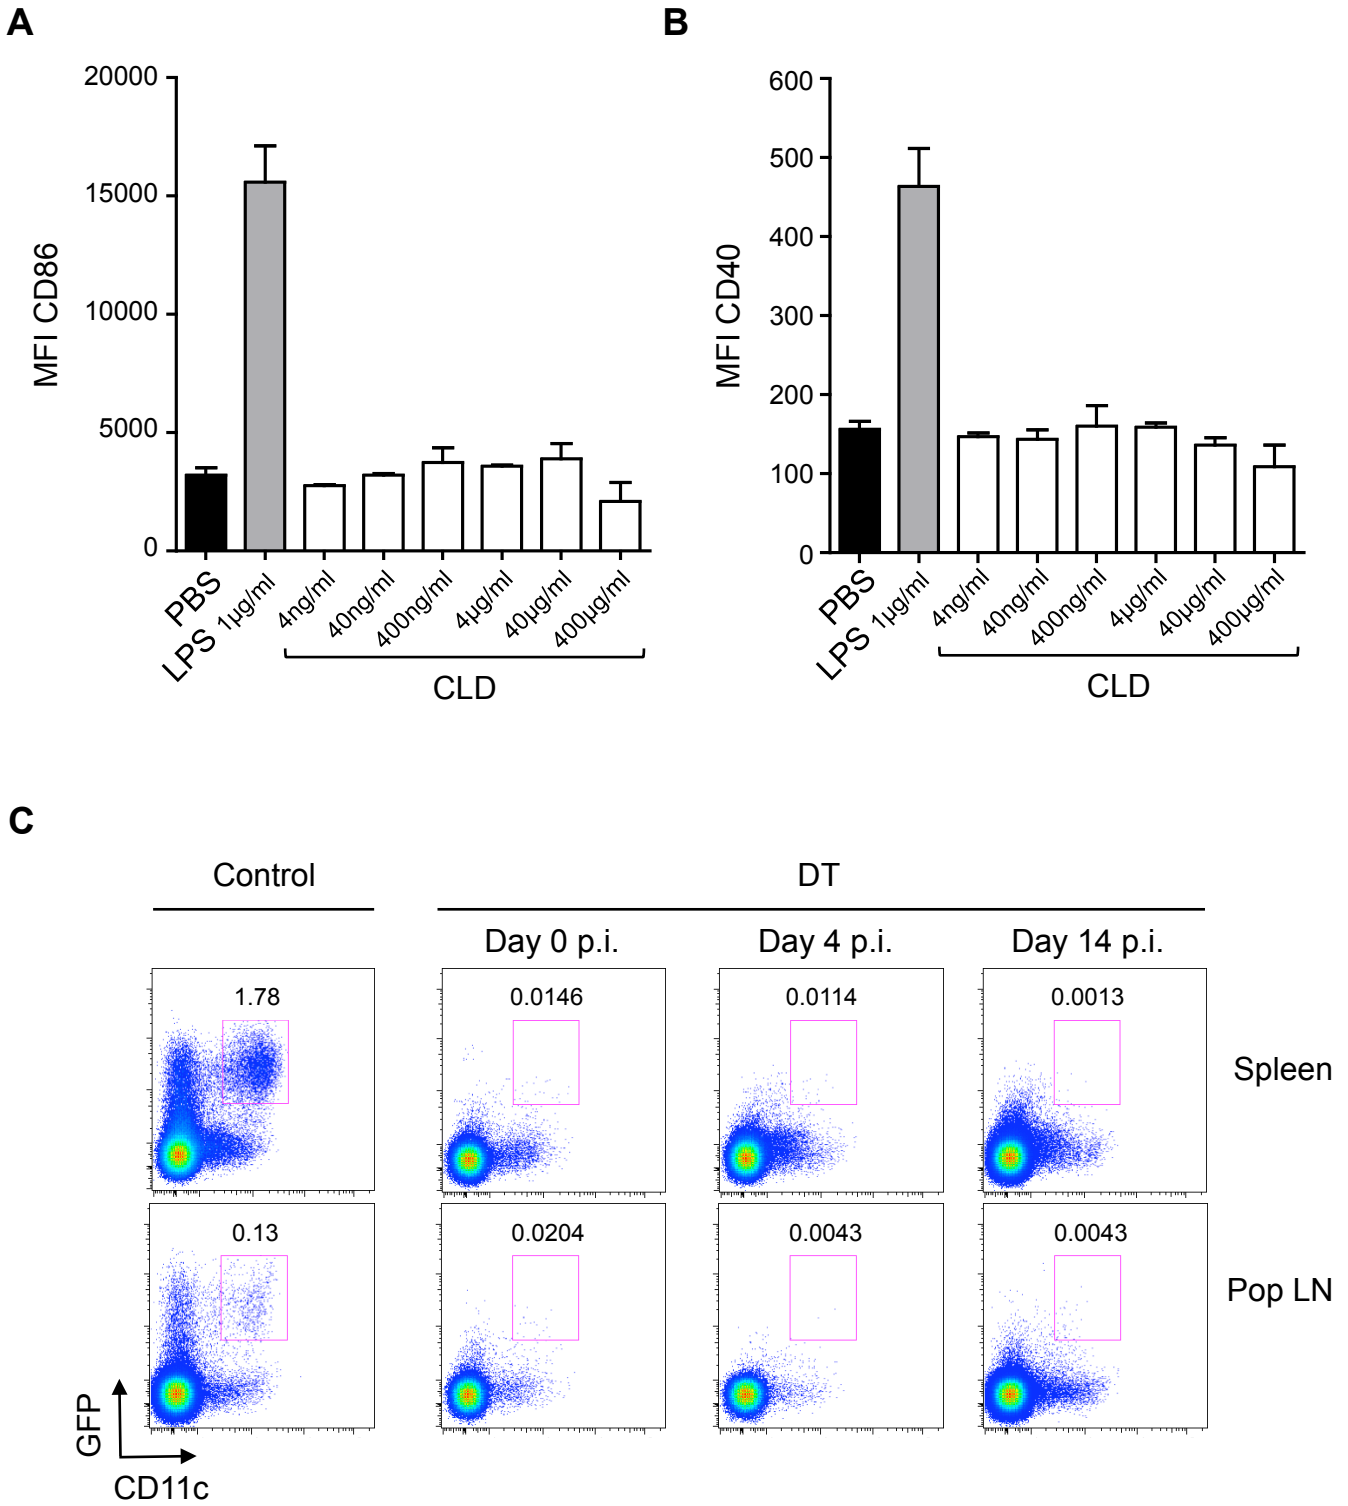 A
B
20000
15000
10000
5000
0
MFI CD86
PBS
LPS 1µg/ml
4ng/ml
40ng/ml
400ng/ml
4µg/ml
40µg/ml
400µg/ml
CLD
600
500
400
300
200
100
0
MFI CD40
PBS
LPS 1µg/ml
4ng/ml
40ng/ml
400ng/ml
4µg/ml
40µg/ml
400µg/ml
CLD
C
Control
DT
Day 0 p.i.
Day 4 p.i.
Day 14 p.i.
1.78
0.0146
0.0114
0.0013
Spleen
0.13
0.0204
0.0043
0.0043
Pop LN
GFP
CD11c